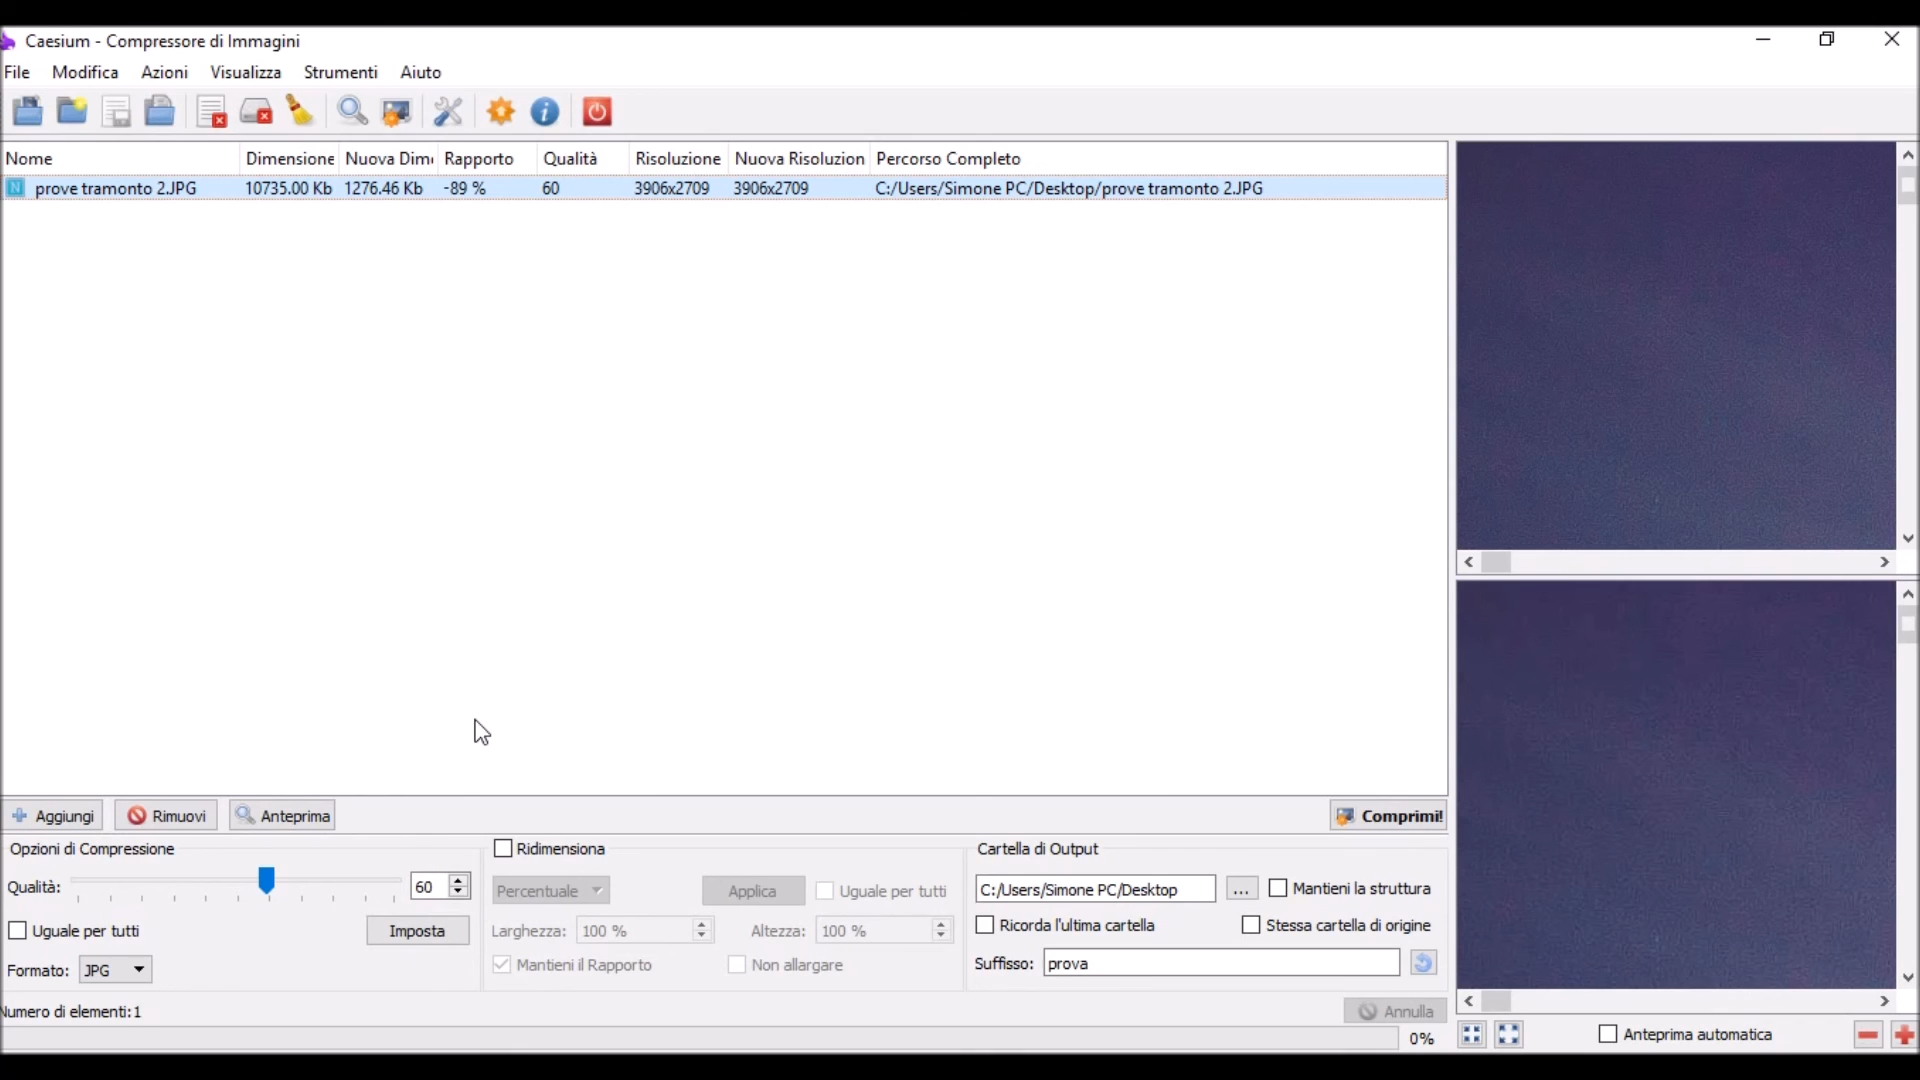 Caesium - Compressore di Immagini
File Modifica Azioni Visualizza Strumenti Aiuto
Nome Dimensione Nuova Dim Rapporto Qualità Risoluzione Nuova Risoluzion Percorso Completo
N prove tramonto 2.JPG 10735.00 Kb 1276.46 Kb -89 % 60 3906x2709 3906x2709 C:/Users/Simone PC/Desktop/prove tramonto 2.JPG
Aggiungi Rimuovi Anteprima Comprimi!
Opzioni di Compressione Ridimensiona Cartella di Output
Qualità: 60 Percentuale Applica Uguale per tutti C:/Users/Simone PC/Desktop ... Mantieni la struttura
Uguale per tutti Imposta Larghezza: 100 % Altezza: 100 % Ricorda l'ultima cartella Stessa cartella di origine
Formato: JPG Mantieni il Rapporto Non allargare Suffisso: prova
Numero di elementi:1 Annulla
0% Anteprima automatica